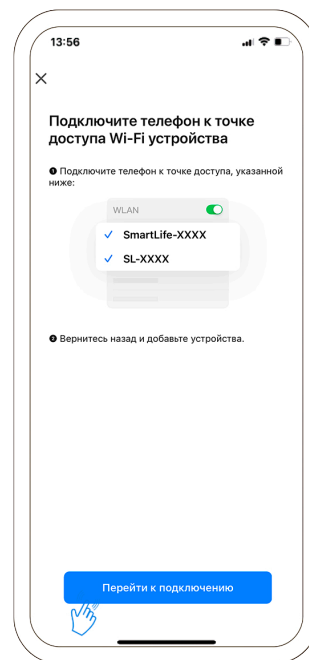 13:56
Подключите телефон к точке
доступа Wi-Fi устройства
❶ Подключите телефон к точке доступа, указанной
ниже:
WLAN
SmartLife-XXXX
SL-XXXX
❷ Вернитесь назад и добавьте устройства.
Перейти к подключению